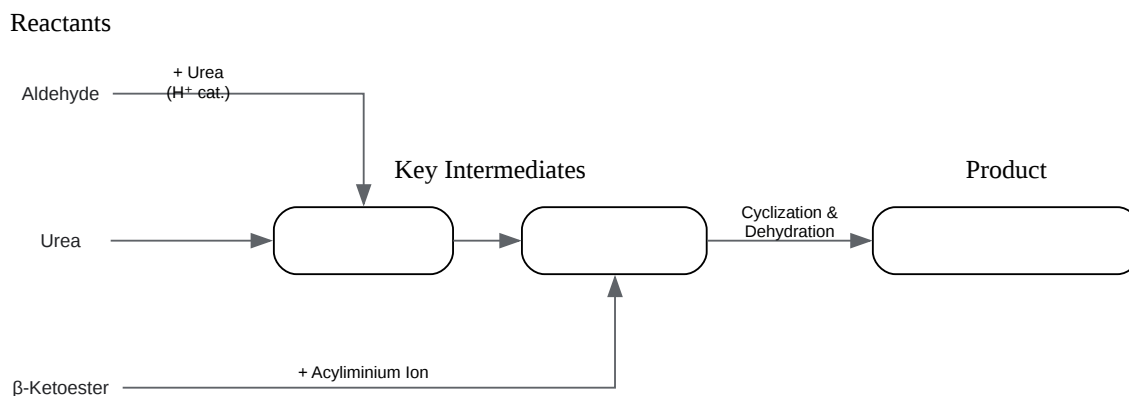 Reactants
+ Urea
(H⁺ cat.)
Aldehyde
Key Intermediates
Product
Cyclization &
Dehydration
Urea
+ Acyliminium Ion
β-Ketoester